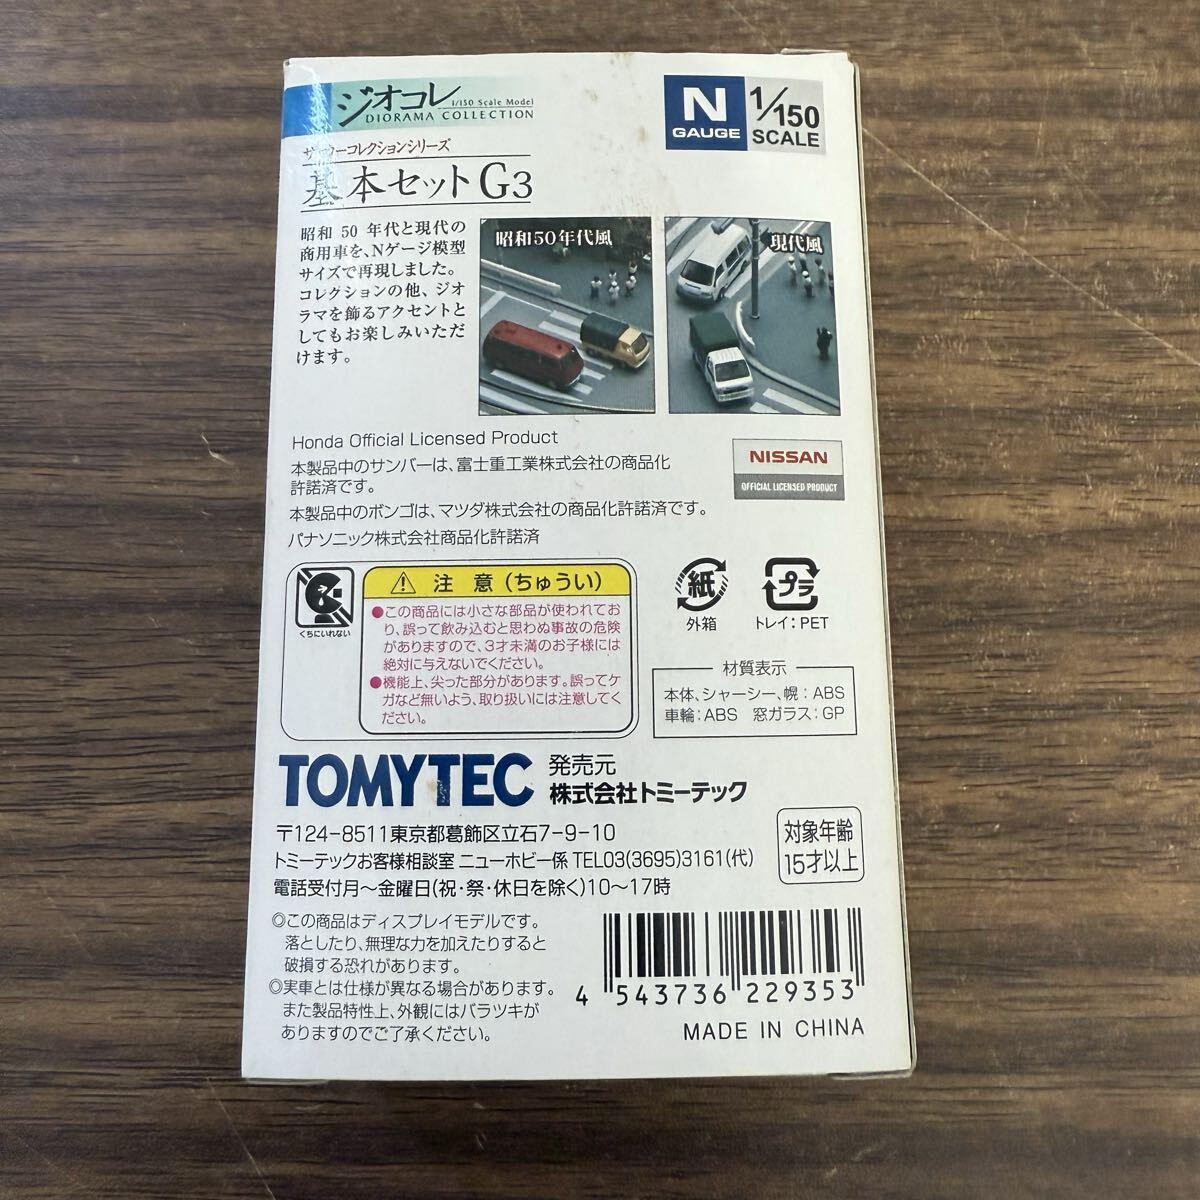 ジオコレ
1/150 Scale Model
DIORAMA COLLECTION
N
GAUGE
1/150
SCALE
ザ・カーコレクションシリーズ
基本セットG3
昭和50年代と現代の
商用車を、Nゲージ模型
サイズで再現しました。
コレクションの他、ジオ
ラマを飾るアクセントと
してもお楽しみいただ
けます。
昭和50年代風
現代風
Honda Official Licensed Product
本製品中のサンバーは、富士重工業株式会社の商品化
許諾済です。
本製品中のボンゴは、マツダ株式会社の商品化許諾済です。
パナソニック株式会社商品化許諾済
NISSAN
OFFICIAL LICENSED PRODUCT
くちにいれない
注 意(ちゅうい)
●この商品には小さな部品が使われてお
り、誤って飲み込むと思わぬ事故の危険
がありますので、3才未満のお子様には
絶対に与えないでください。
●機能上、尖った部分があります。誤ってケ
ガなど無いよう、取り扱いには注意してく
ださい。
紙
外箱
プラ
トレイ:PET
材質表示
本体、シャーシー、幌:ABS
車輪:ABS 窓ガラス:GP
TOMYTEC
発売元
株式会社トミーテック
〒124-8511東京都葛飾区立石7-9-10
トミーテックお客様相談室 ニューホビー係 TEL03(3695)3161(代)
電話受付月〜金曜日(祝・祭・休日を除く)10〜17時
対象年齢
15才以上
◎この商品はディスプレイモデルです。
落としたり、無理な力を加えたりすると
破損する恐れがあります。
◎実車とは仕様が異なる場合があります。
また製品特性上、外観にはバラツキが
ありますのでご了承ください。
4 543736 229353
MADE IN CHINA